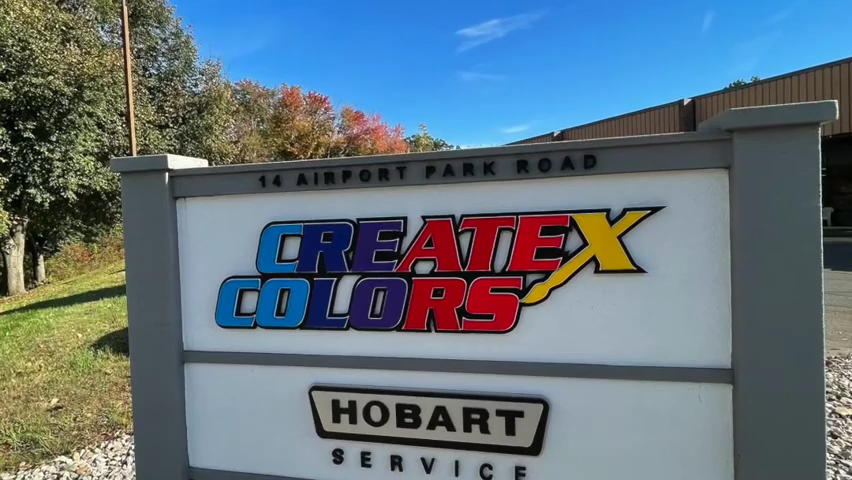 14 AIRPORT PARK ROAD
CREATEX
COLORS
HOBART
SERVICE